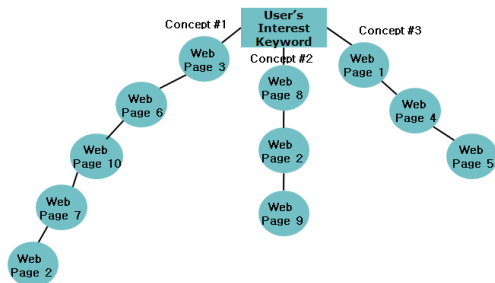 User's
Interest
Keyword
Concept #1
Concept #2
Concept #3
Web
Page 3
Web
Page 6
Web
Page 10
Web
Page 7
Web
Page 2
Web
Page 8
Web
Page 2
Web
Page 9
Web
Page 1
Web
Page 4
Web
Page 5